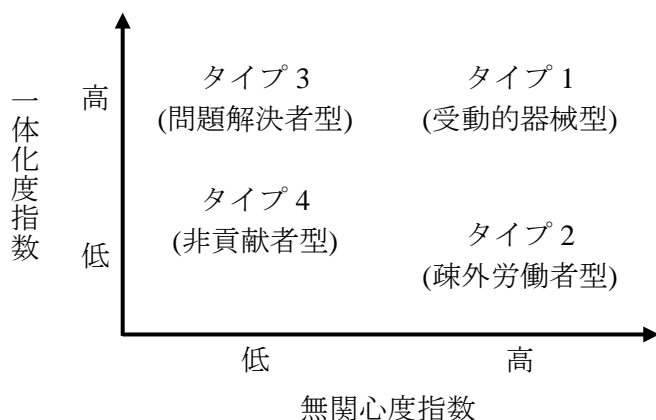 一体化度指数
高
低
タイプ 3
(問題解決者型)
タイプ 1
(受動的器械型)
タイプ 4
(非貢献者型)
タイプ 2
(疎外労働者型)
低
高
無関心度指数